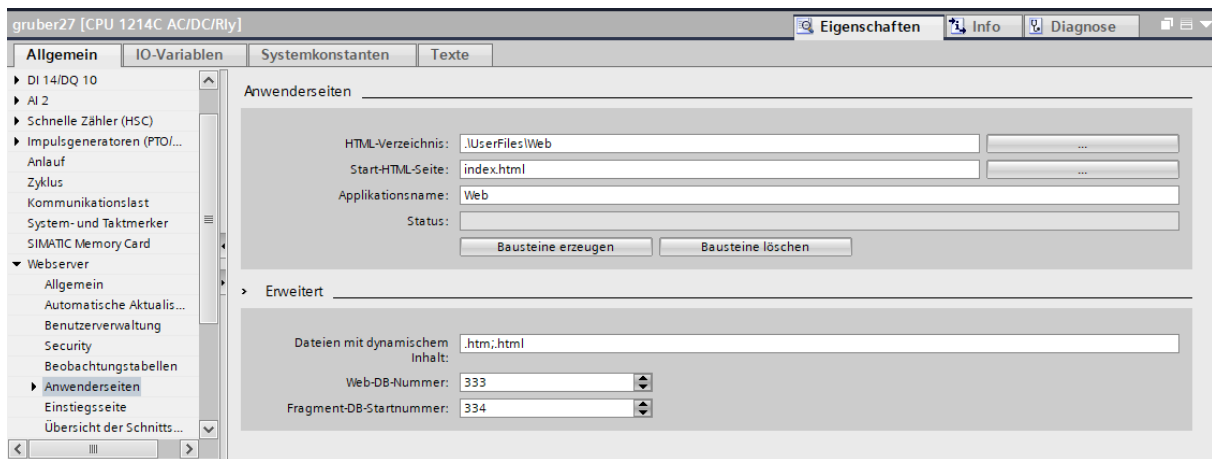 gruber27 [CPU 1214C AC/DC/Rly]
Eigenschaften
Info
Diagnose
Allgemein
IO-Variablen
Systemkonstanten
Texte
DI 14/DQ 10
AI 2
Schnelle Zähler (HSC)
Impulsgeneratoren (PTO/...
Anlauf
Zyklus
Kommunikationslast
System- und Taktmerker
SIMATIC Memory Card
Webserver
Allgemein
Automatische Aktualis...
Benutzerverwaltung
Security
Beobachtungstabellen
Anwenderseiten
Einstiegsseite
Übersicht der Schnitts...
Anwenderseiten
HTML-Verzeichnis: .\UserFiles\Web ...
Start-HTML-Seite: index.html ...
Applikationsname: Web
Status:
Bausteine erzeugen Bausteine löschen
Erweitert
Dateien mit dynamischem .htm;.html
Inhalt:
Web-DB-Nummer: 333
Fragment-DB-Startnummer: 334